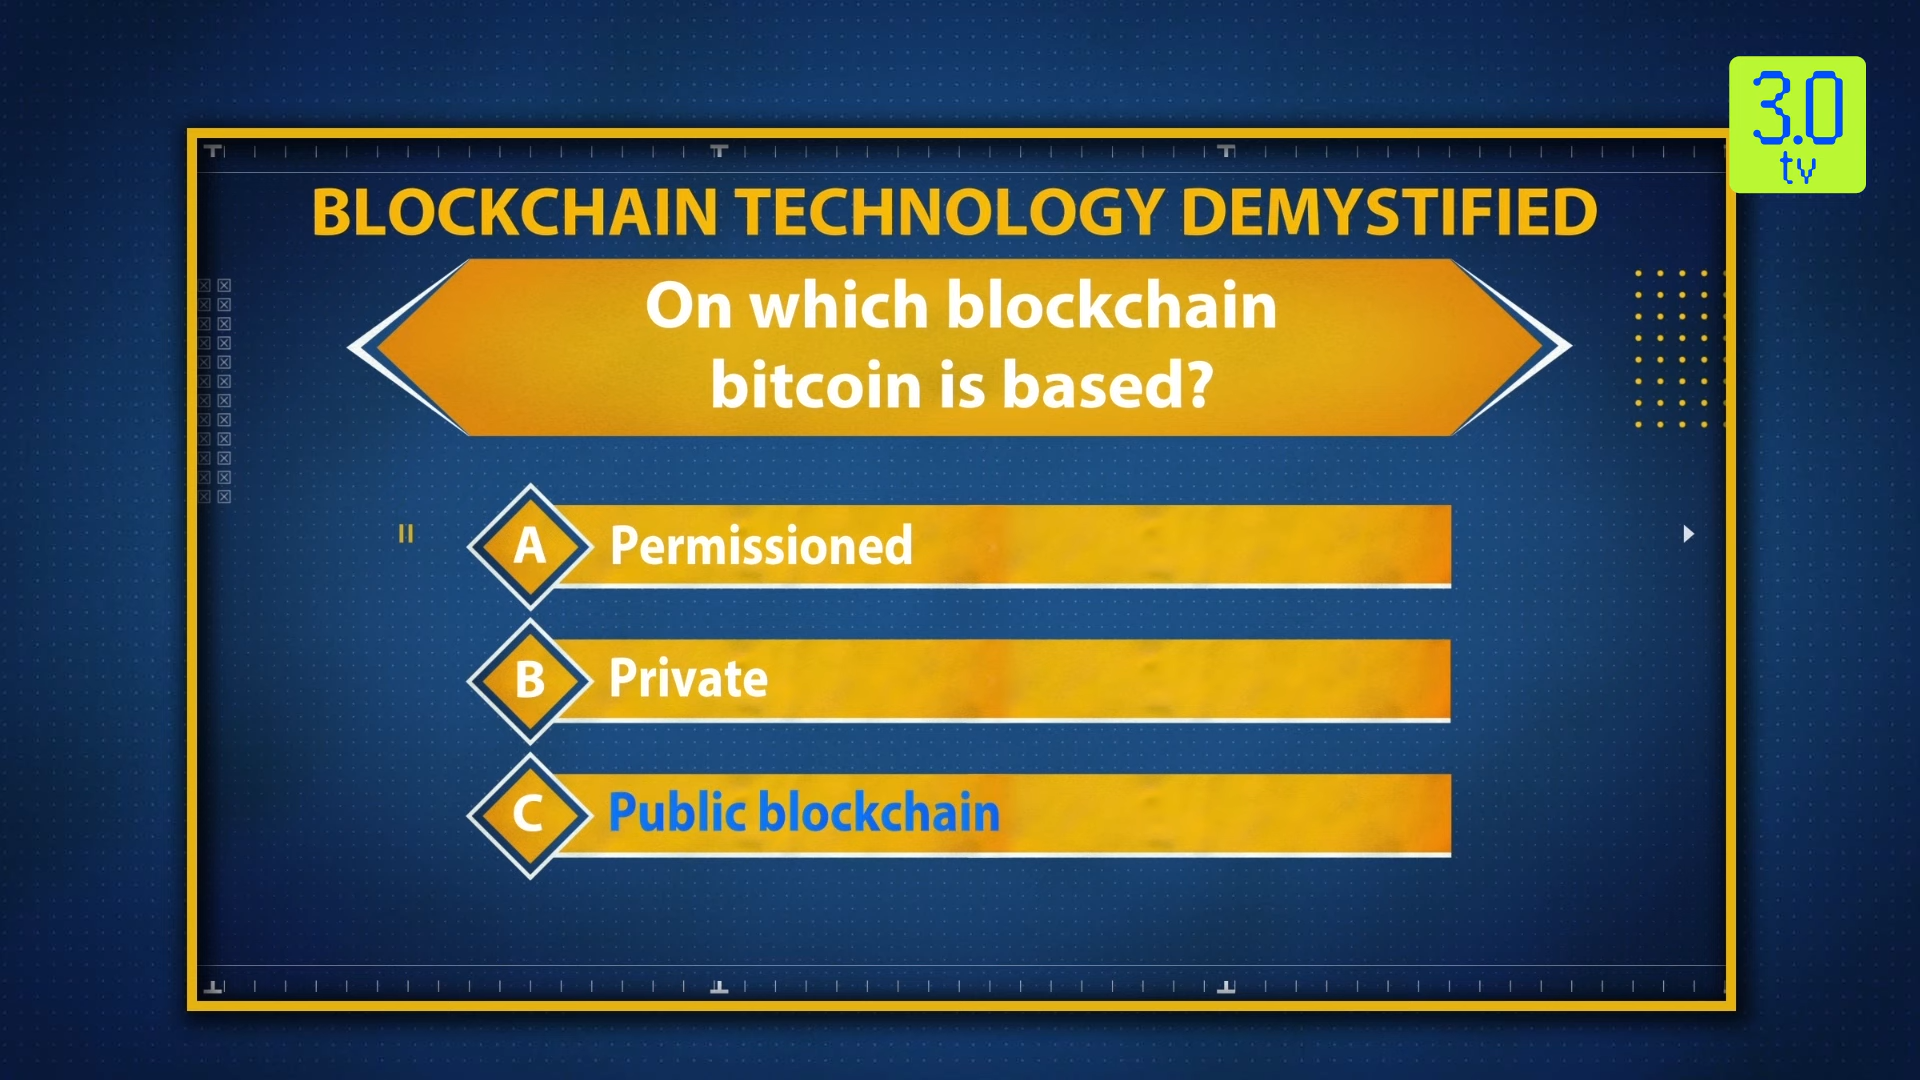 3.0
tv
BLOCKCHAIN TECHNOLOGY DEMYSTIFIED
On which blockchain
bitcoin is based?
A Permissioned
B Private
C Public blockchain